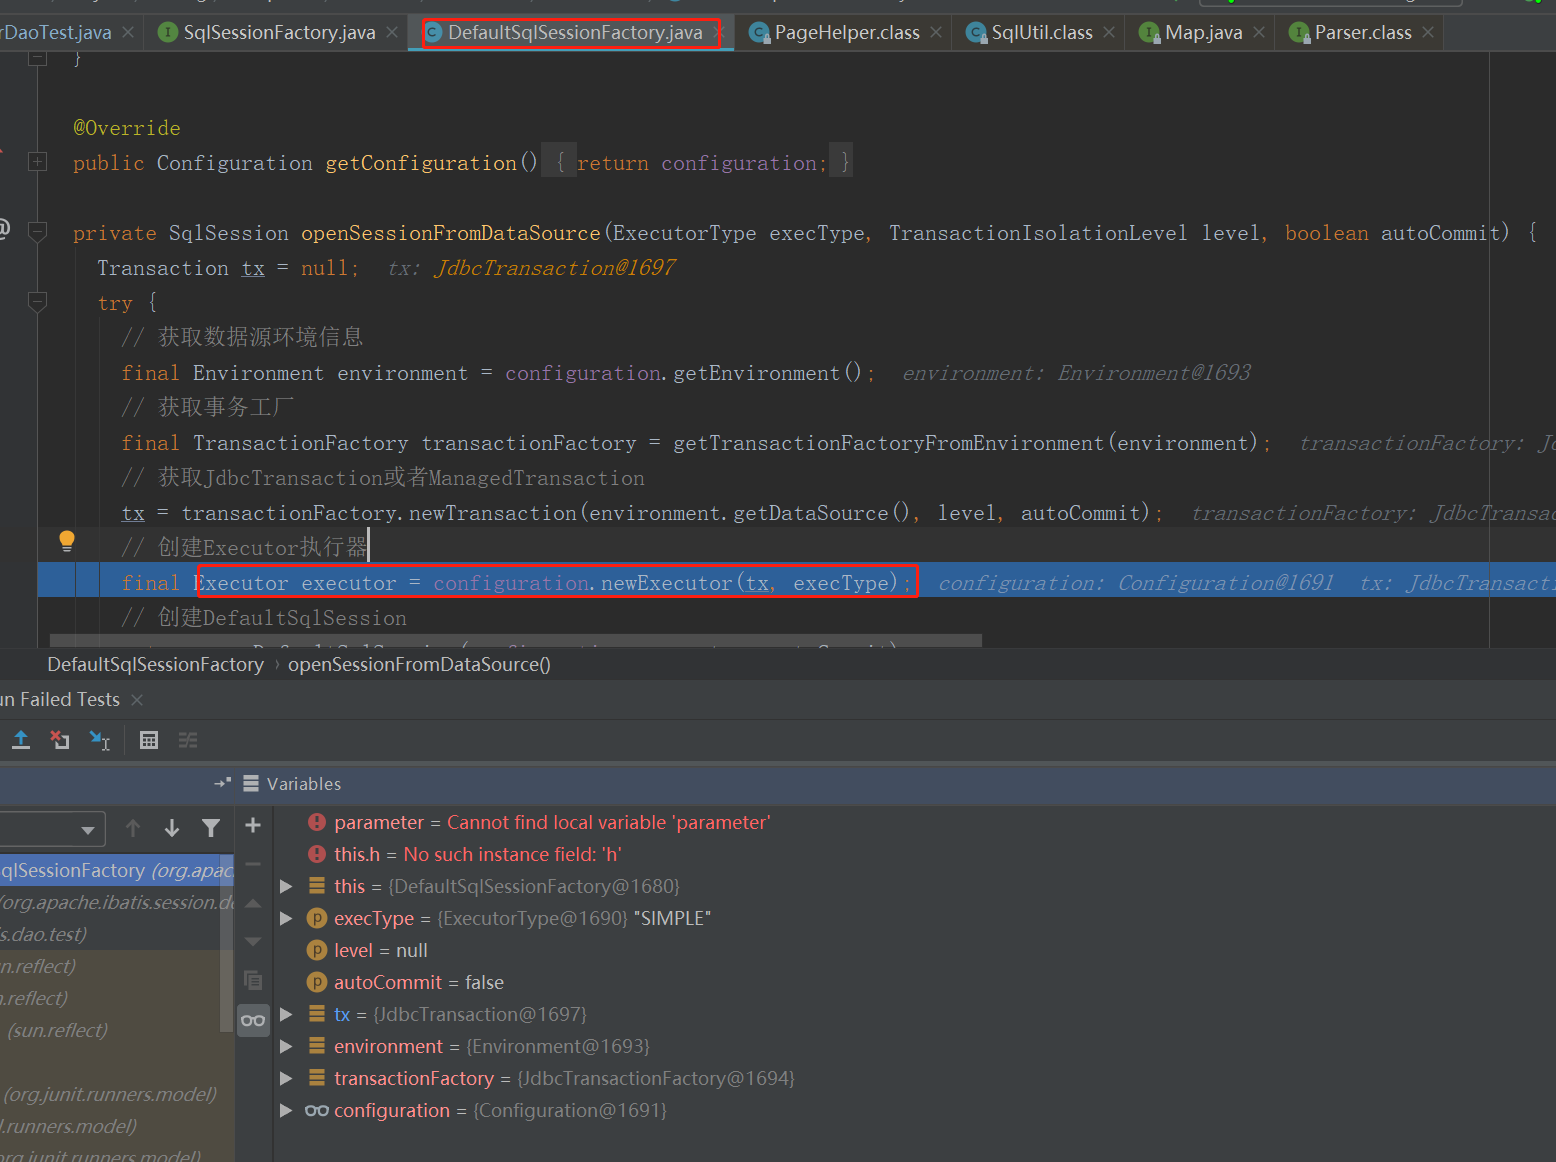 rDaoTest.java SqlSessionFactory.java DefaultSqlSessionFactory.java PageHelper.class SqlUtil.class Map.java Parser.class
}
@Override
public Configuration getConfiguration() { return configuration; }
private SqlSession openSessionFromDataSource(ExecutorType execType, TransactionIsolationLevel level, boolean autoCommit) {
Transaction tx = null; tx: JdbcTransaction@1697
try {
// 获取数据源环境信息
final Environment environment = configuration.getEnvironment(); environment: Environment@1693
// 获取事务工厂
final TransactionFactory transactionFactory = getTransactionFactoryFromEnvironment(environment); transactionFactory: Jd
// 获取JdbcTransaction或者ManagedTransaction
tx = transactionFactory.newTransaction(environment.getDataSource(), level, autoCommit); transactionFactory: JdbcTransac
// 创建Executor执行器
final Executor executor = configuration.newExecutor(tx, execType); configuration: Configuration@1691 tx: JdbcTransacti
// 创建DefaultSqlSession
DefaultSqlSessionFactory › openSessionFromDataSource()
un Failed Tests
Variables
parameter = Cannot find local variable 'parameter'
this.h = No such instance field: 'h'
qlSessionFactory (org.apac
this = {DefaultSqlSessionFactory@1680}
(org.apache.ibatis.session.de
execType = {ExecutorType@1690} "SIMPLE"
s.dao.test)
level = null
n.reflect)
autoCommit = false
n.reflect)
tx = {JdbcTransaction@1697}
(sun.reflect)
environment = {Environment@1693}
transactionFactory = {JdbcTransactionFactory@1694}
(org.junit.runners.model)
configuration = {Configuration@1691}
l.runners.model)
org.junit.runners.model)